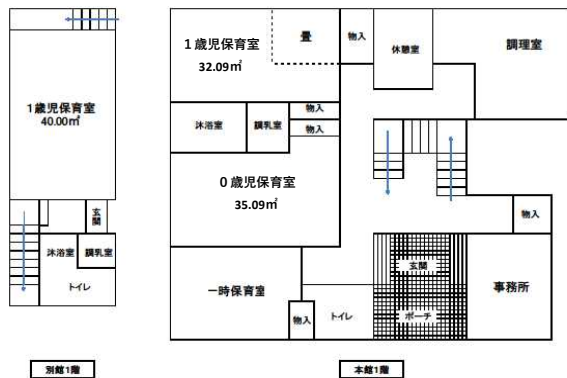 1歳児保育室
40.00㎡
玄関
沐浴室
調乳室
トイレ
別館1階
1歳児保育室
32.09㎡
畳
物入
休憩室
調理室
沐浴室
調乳室
物入
物入
0歳児保育室
35.09㎡
物入
一時保育室
物入
トイレ
玄関
ポーチ
事務所
本館1階